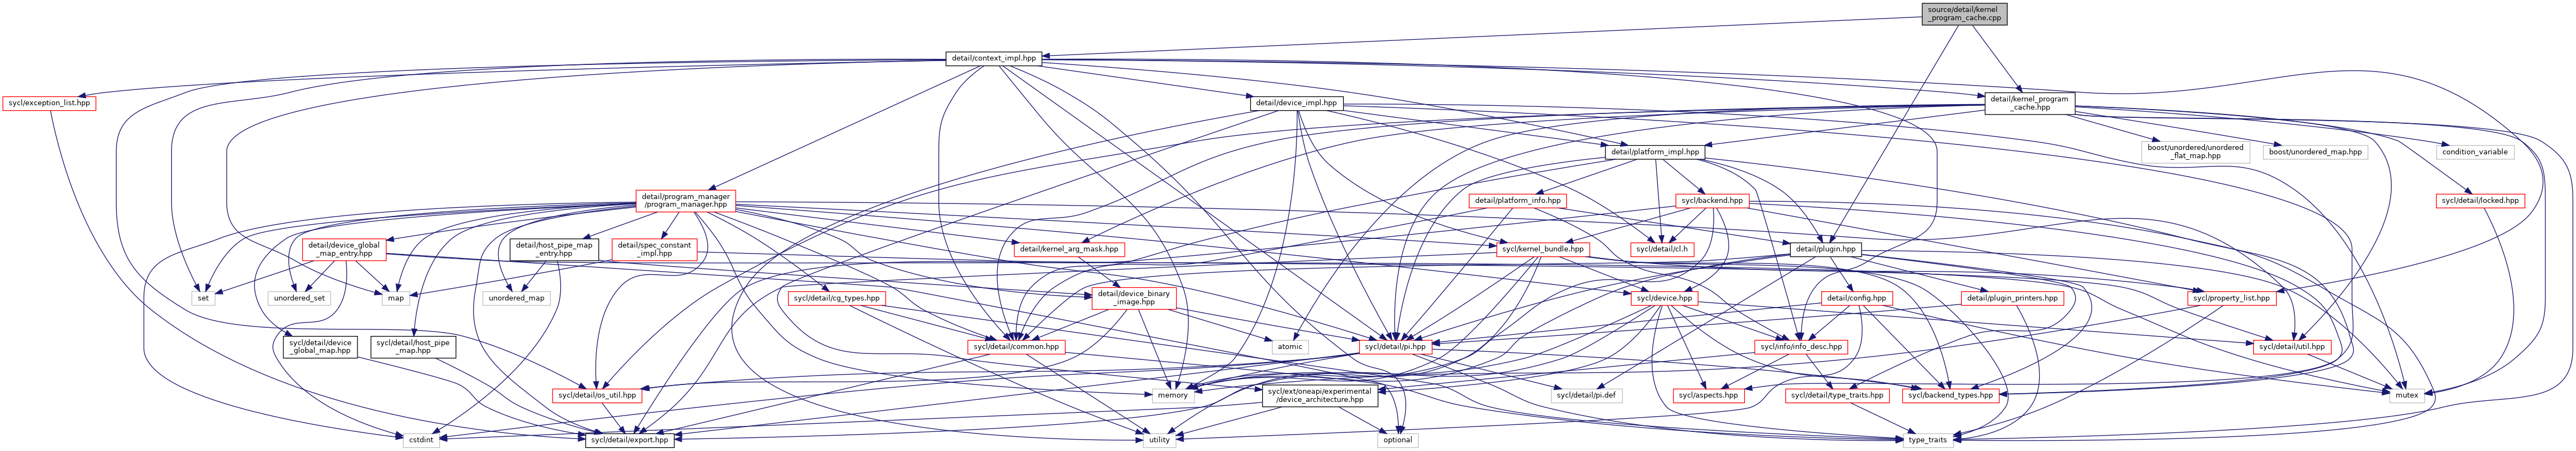 source/detail/kernel
_program_cache.cpp
detail/context_impl.hpp
sycl/exception_list.hpp
detail/device_impl.hpp
detail/kernel_program
_cache.hpp
detail/platform_impl.hpp
boost/unordered/unordered
_flat_map.hpp
boost/unordered_map.hpp
condition_variable
detail/program_manager
/program_manager.hpp
detail/platform_info.hpp
sycl/backend.hpp
sycl/detail/locked.hpp
detail/device_global
_map_entry.hpp
detail/host_pipe_map
_entry.hpp
detail/spec_constant
_impl.hpp
detail/kernel_arg_mask.hpp
sycl/kernel_bundle.hpp
sycl/detail/cl.h
detail/plugin.hpp
set
unordered_set
map
unordered_map
sycl/detail/cg_types.hpp
detail/device_binary
_image.hpp
sycl/device.hpp
detail/config.hpp
detail/plugin_printers.hpp
sycl/property_list.hpp
sycl/detail/device
_global_map.hpp
sycl/detail/host_pipe
_map.hpp
sycl/detail/common.hpp
atomic
sycl/detail/pi.hpp
sycl/info/info_desc.hpp
sycl/detail/util.hpp
sycl/detail/os_util.hpp
memory
sycl/ext/oneapi/experimental
/device_architecture.hpp
sycl/detail/pi.def
sycl/aspects.hpp
sycl/detail/type_traits.hpp
sycl/backend_types.hpp
mutex
cstdint
sycl/detail/export.hpp
utility
optional
type_traits